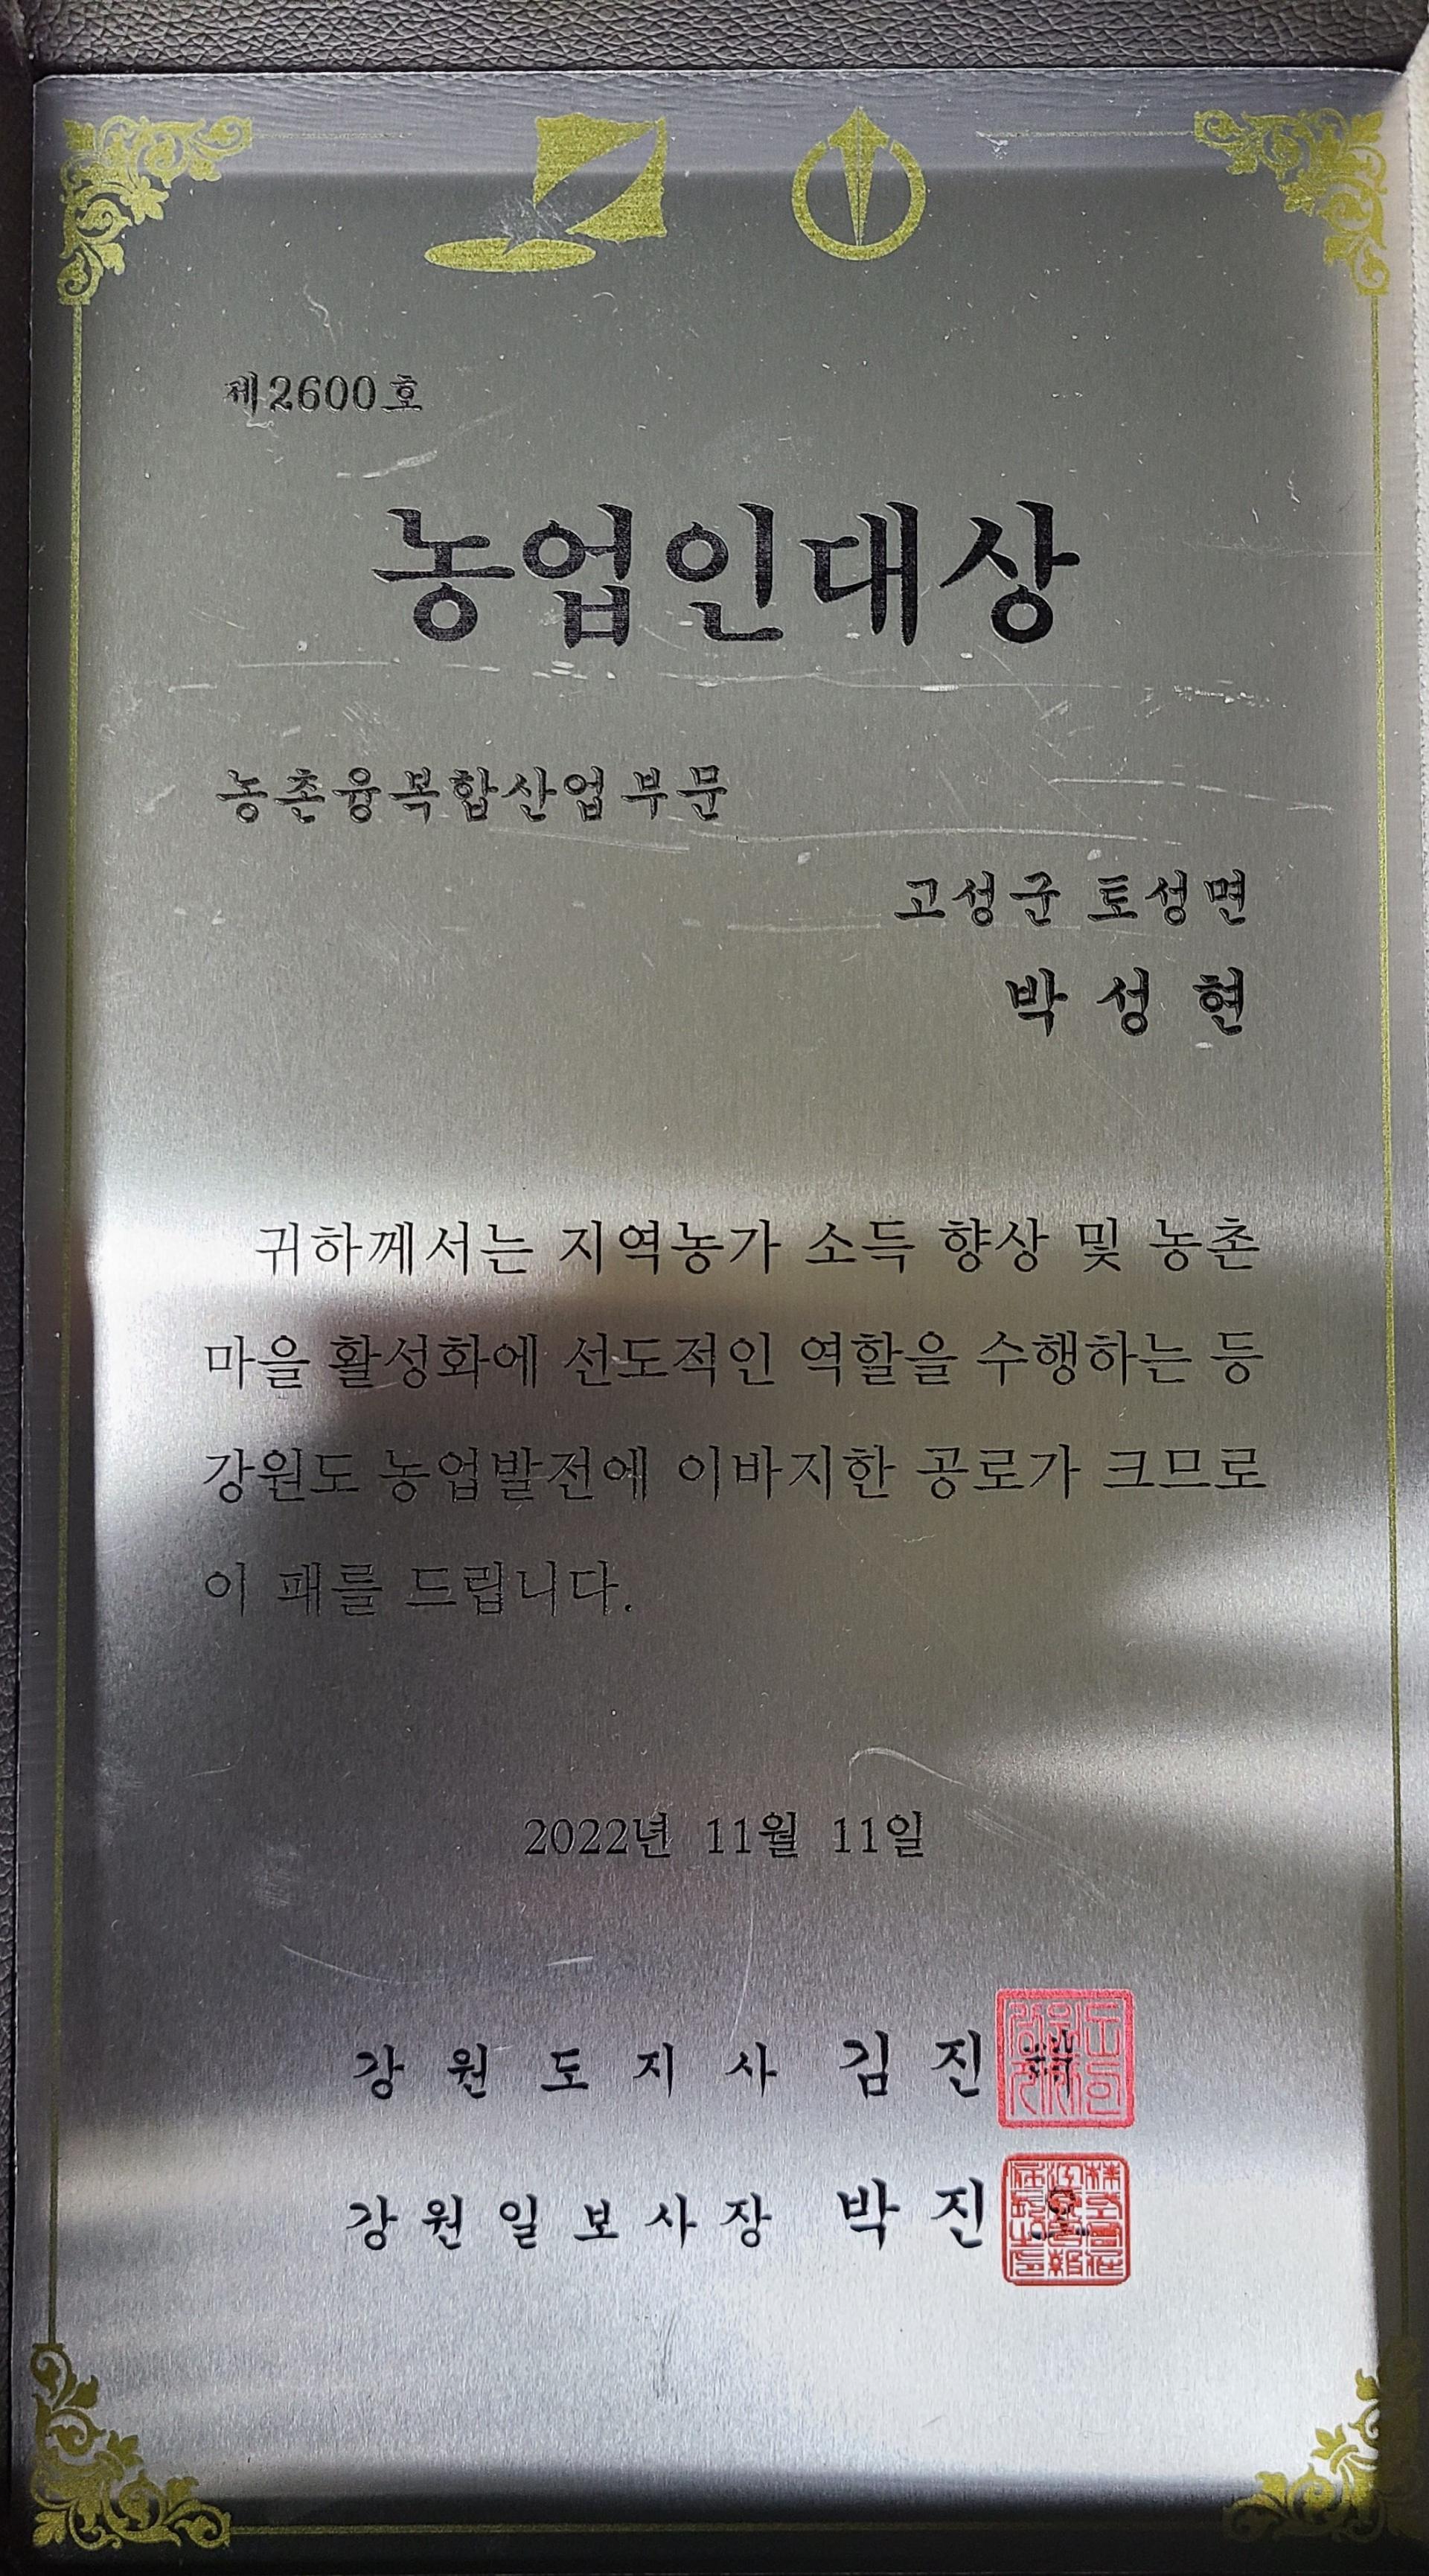 제2600호
농업인대상
농촌융복합산업부문
고성군 토성면
박성현
귀하께서는 지역농가 소득 향상 및 농촌
마을 활성화에 선도적인 역할을 수행하는 등
강원도 농업발전에 이바지한 공로가 크므로
이 패를 드립니다.
2022년 11월 11일
강원도지사 김진
강원일보사장 박진